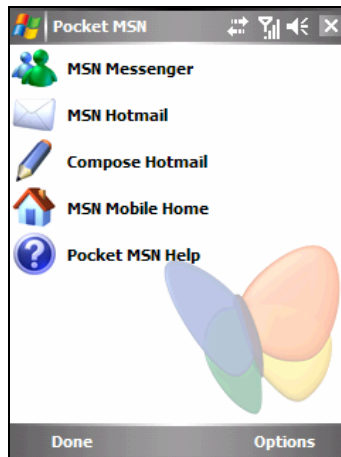 Pocket MSN
MSN Messenger
MSN Hotmail
Compose Hotmail
MSN Mobile Home
Pocket MSN Help
Done Options